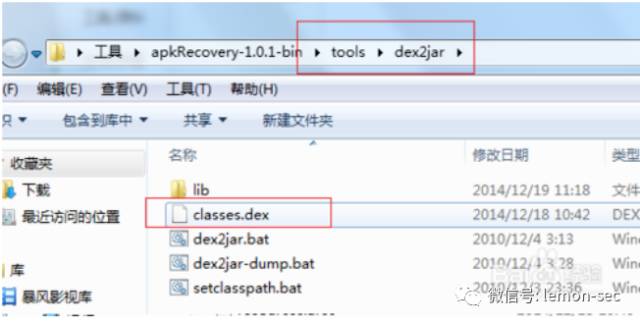 工具 apkRecovery-1.0.1-bin tools dex2jar
(F) 编辑(E) 查看(V) 工具(T) 帮助(H)
包含到库中 共享 新建文件夹
名称 修改日期 类型
收藏夹
下载
最近访问的位置
库
暴风影视库
lib 2014/12/19 11:18 文件
classes.dex 2014/12/18 10:42 DEX
dex2jar.bat 2010/12/4 3:13 Wind
dex2jar-dump.bat 2010/12/4 3:28 Wind
setclasspath.bat 2010/12/4
Baidu 经验
微信号: lemon-sec